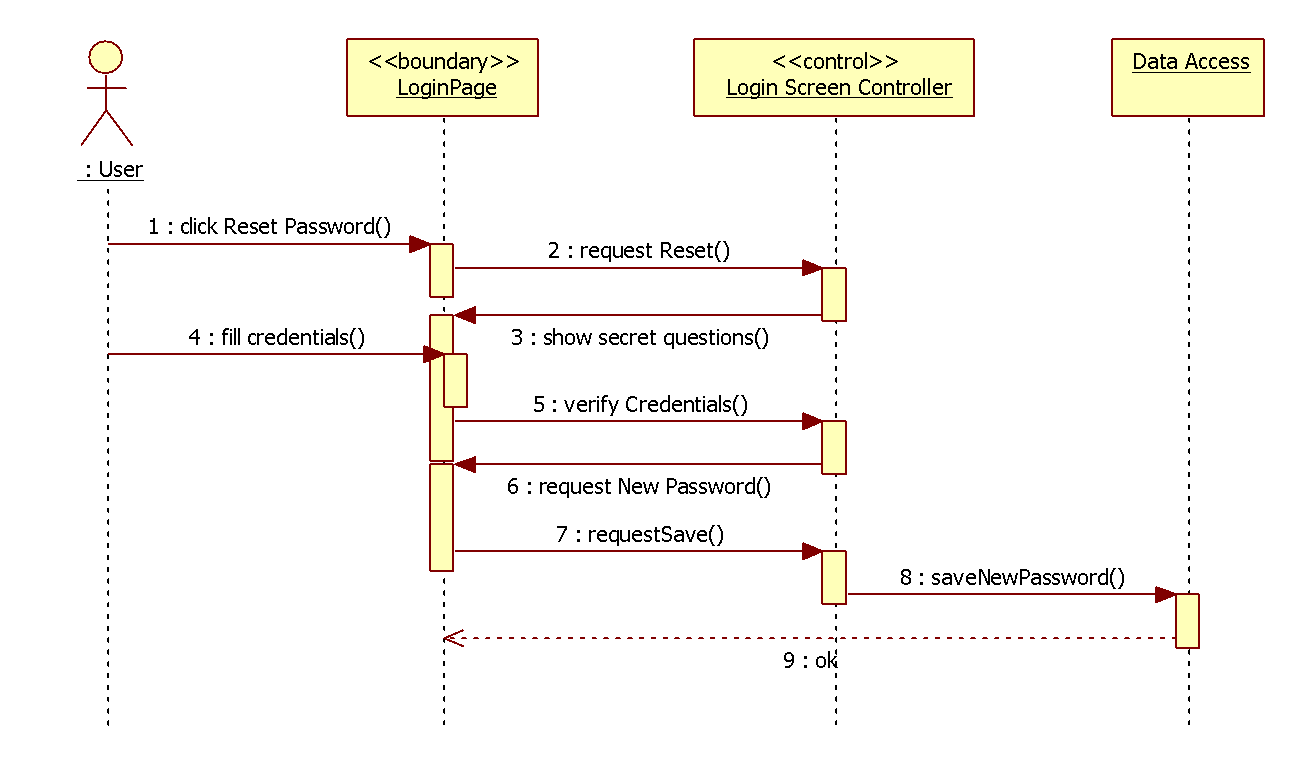 <<boundary>>
LoginPage
<<control>>
Login Screen Controller
Data Access
: User
1 : click Reset Password()
2 : request Reset()
3 : show secret questions()
4 : fill credentials()
5 : verify Credentials()
6 : request New Password()
7 : requestSave()
8 : saveNewPassword()
9 : ok